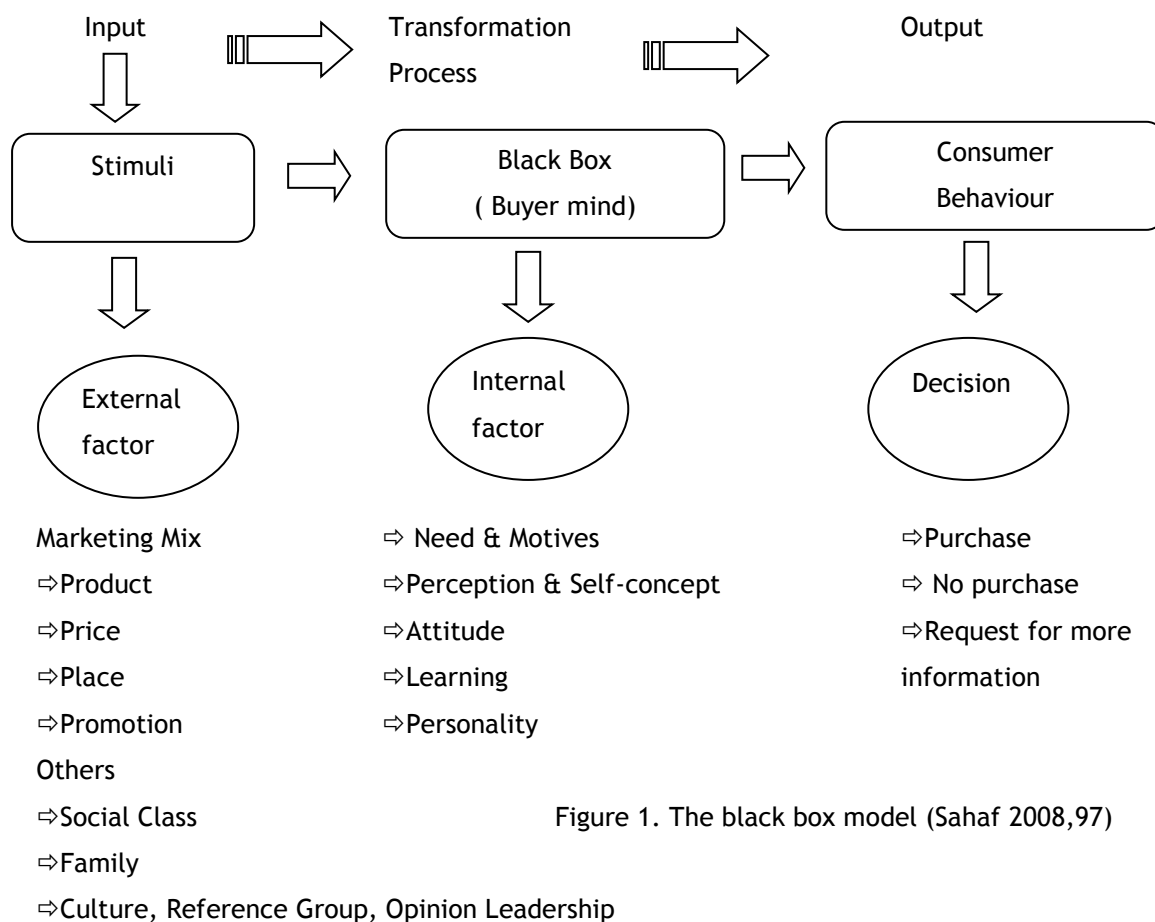 Input
Transformation
Process
Output
Stimuli
Black Box
( Buyer mind)
Consumer
Behaviour
External
factor
Internal
factor
Decision
Marketing Mix
⇨Product
⇨Price
⇨Place
⇨Promotion
Others
⇨Social Class
⇨Family
⇨Culture, Reference Group, Opinion Leadership
⇨ Need & Motives
⇨Perception & Self-concept
⇨Attitude
⇨Learning
⇨Personality
⇨Purchase
⇨ No purchase
⇨Request for more
information
Figure 1. The black box model (Sahaf 2008,97)